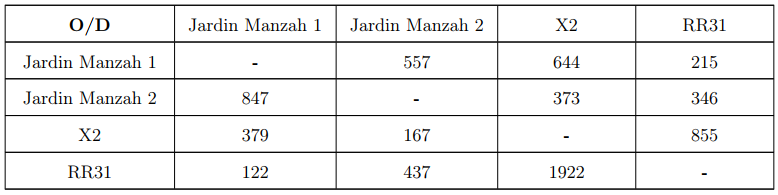 O/D Jardin Manzah 1 Jardin Manzah 2 X2 RR31
Jardin Manzah 1 - 557 644 215
Jardin Manzah 2 847 - 373 346
X2 379 167 - 855
RR31 122 437 1922 -